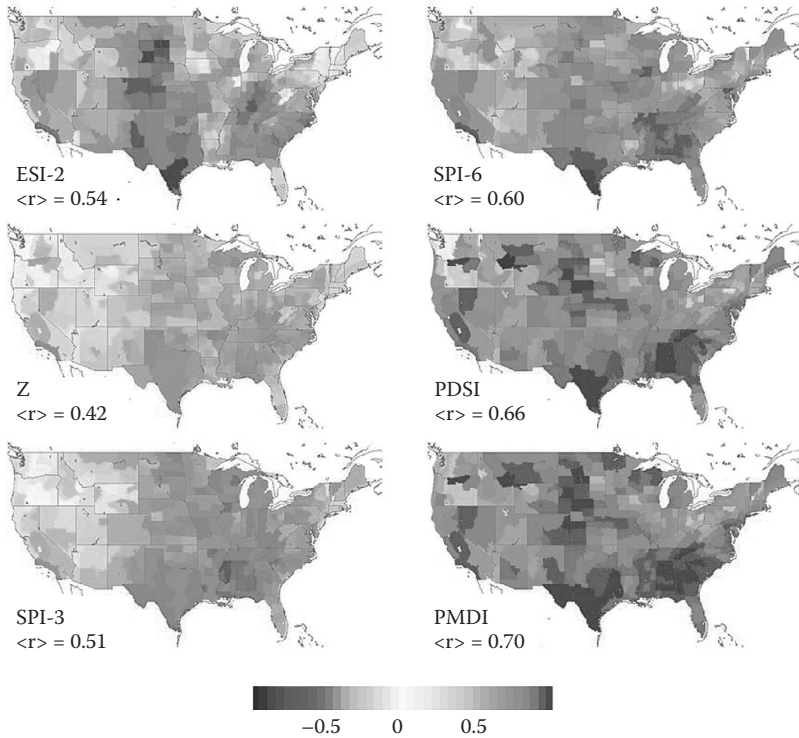 ESI-2
<r> = 0.54
SPI-6
<r> = 0.60
Z
<r> = 0.42
PDSI
<r> = 0.66
SPI-3
<r> = 0.51
PMDI
<r> = 0.70
−0.5 0 0.5